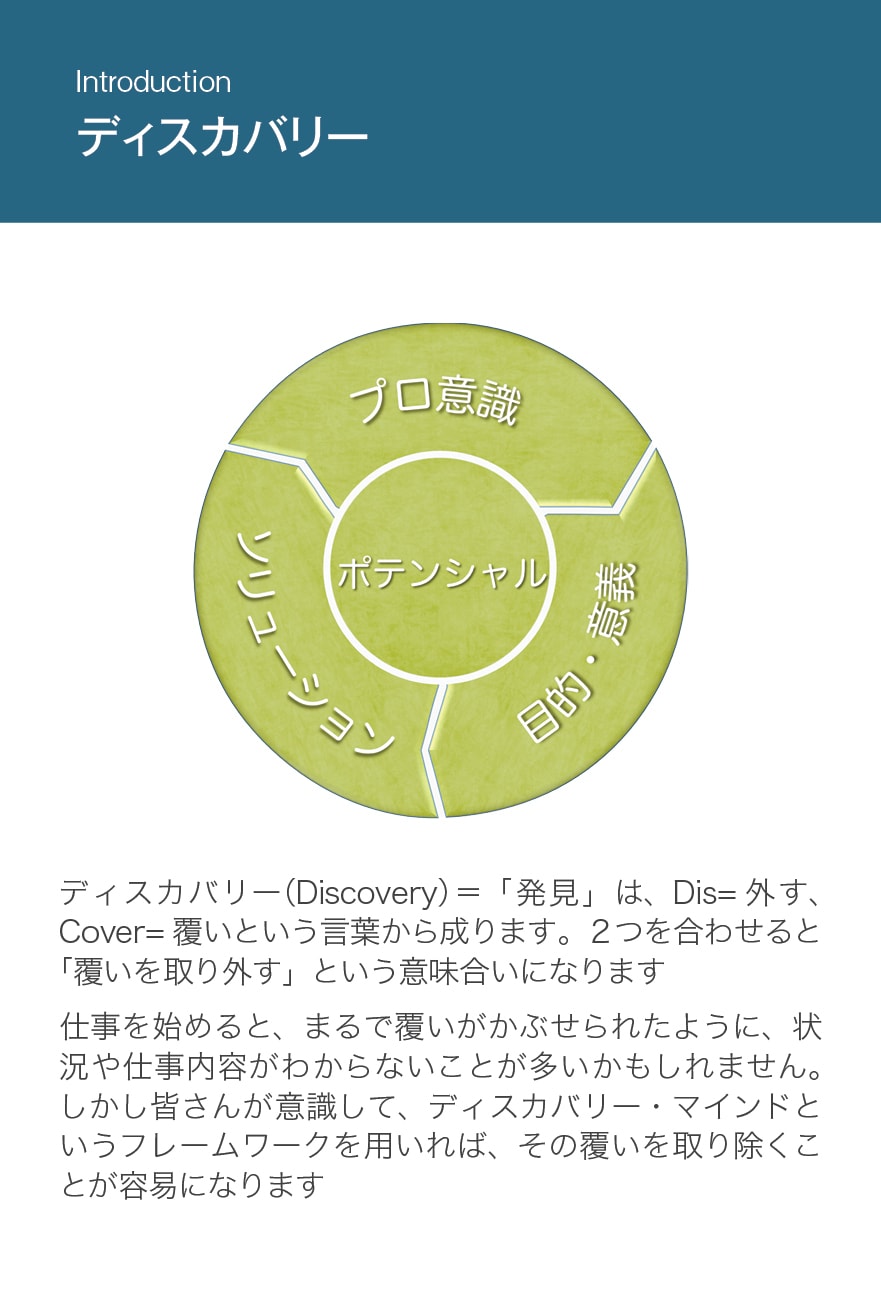 Introduction
ディスカバリー
プロ意識
ポテンシャル
ソリューション
目的・意義
ディスカバリー(Discovery)＝「発見」は、Dis= 外す、
Cover= 覆いという言葉から成ります。２つを合わせると
「覆いを取り外す」という意味合いになります
仕事を始めると、まるで覆いがかぶせられたように、状
況や仕事内容がわからないことが多いかもしれません。
しかし皆さんが意識して、ディスカバリー・マインドと
いうフレームワークを用いれば、その覆いを取り除くこ
とが容易になります